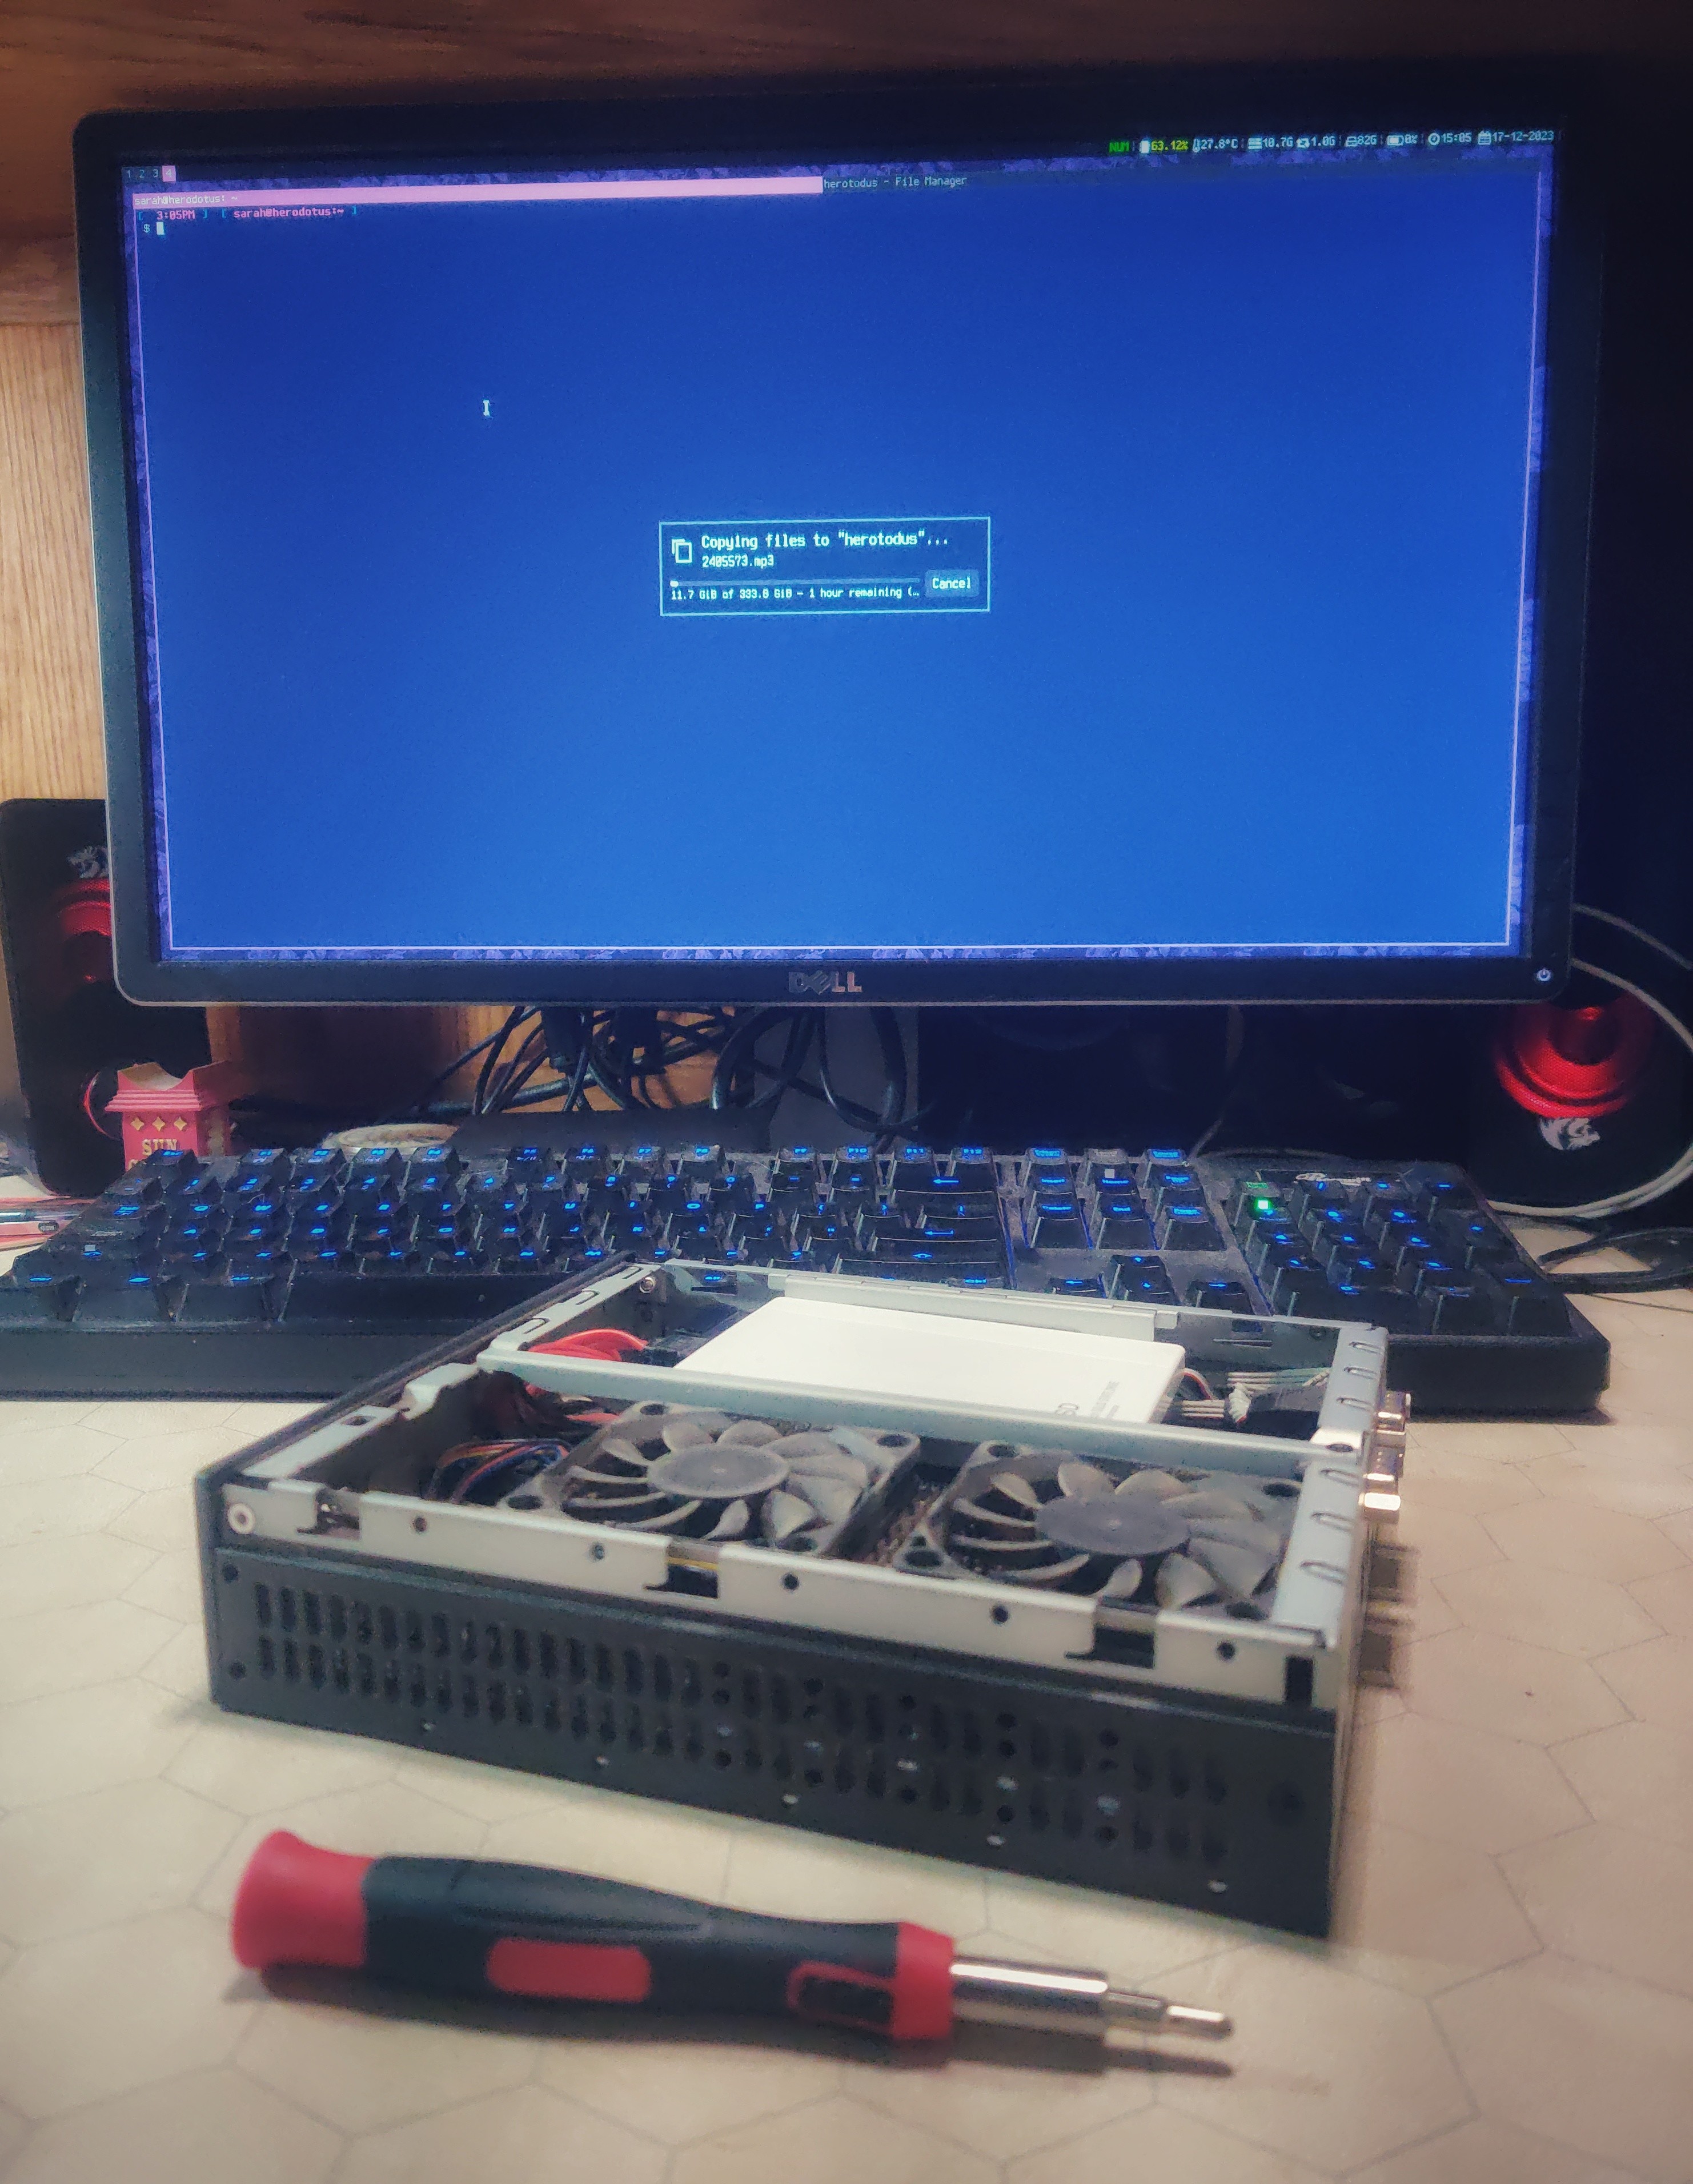 NUM 63.12% 27.8°C 10.7G 1.0G 82G 0% 15:05 17-12-2023
1 2 3 4
sarah@herodotus: ~
herotodus - File Manager
[ 3:05PM ] [ sarah@herodotus:~ ]
$
Copying files to "herotodus"...
2405573.mp3
Cancel
11.7 GiB of 333.8 GiB - 1 hour remaining (…
DELL
SUN